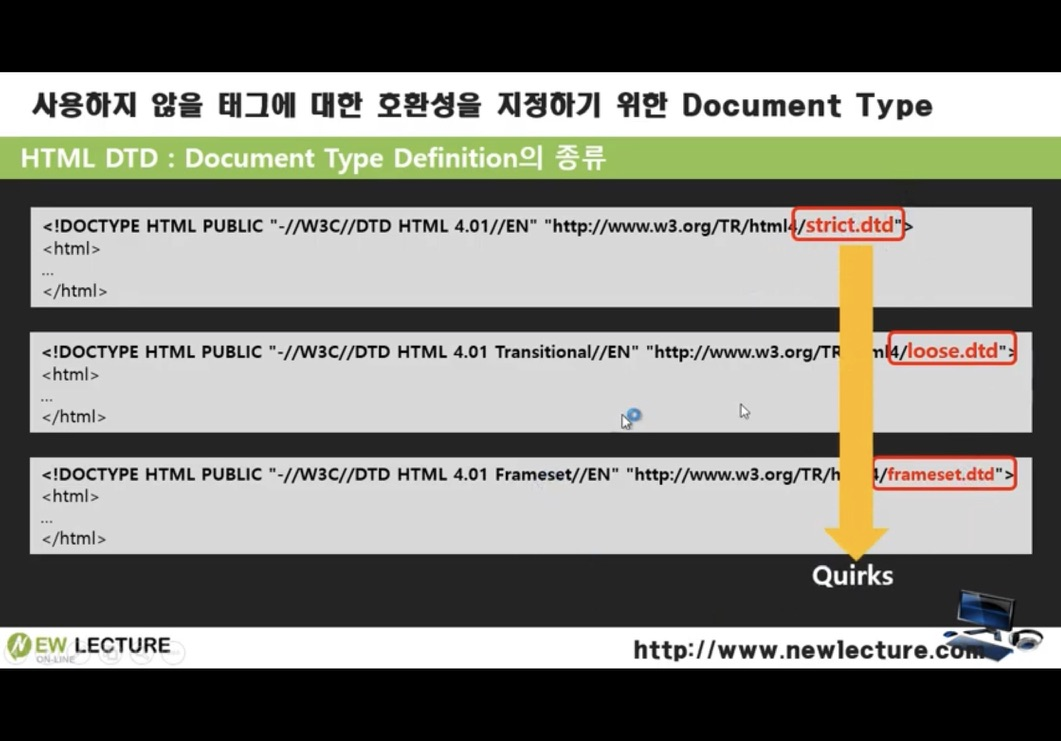 사용하지 않을 태그에 대한 호환성을 지정하기 위한 Document Type
HTML DTD : Document Type Definition의 종류
<!DOCTYPE HTML PUBLIC "-//W3C//DTD HTML 4.01//EN" "http://www.w3.org/TR/html4/strict.dtd">
<html>
...
</html>
<!DOCTYPE HTML PUBLIC "-//W3C//DTD HTML 4.01 Transitional//EN" "http://www.w3.org/TR ml4/loose.dtd">
<html>
...
</html>
<!DOCTYPE HTML PUBLIC "-//W3C//DTD HTML 4.01 Frameset//EN" "http://www.w3.org/TR/h 4/frameset.dtd">
<html>
...
</html>
Quirks
NEW LECTURE
ON-LINE
http://www.newlecture.com